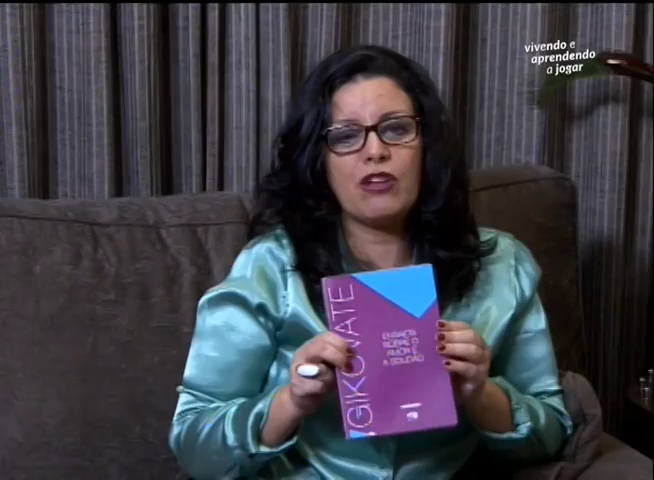 vivendo e
aprendendo
a jogar
GIKOVATE
ENSAIOS
SOBRE O
AMOR E
A SOLIDÃO